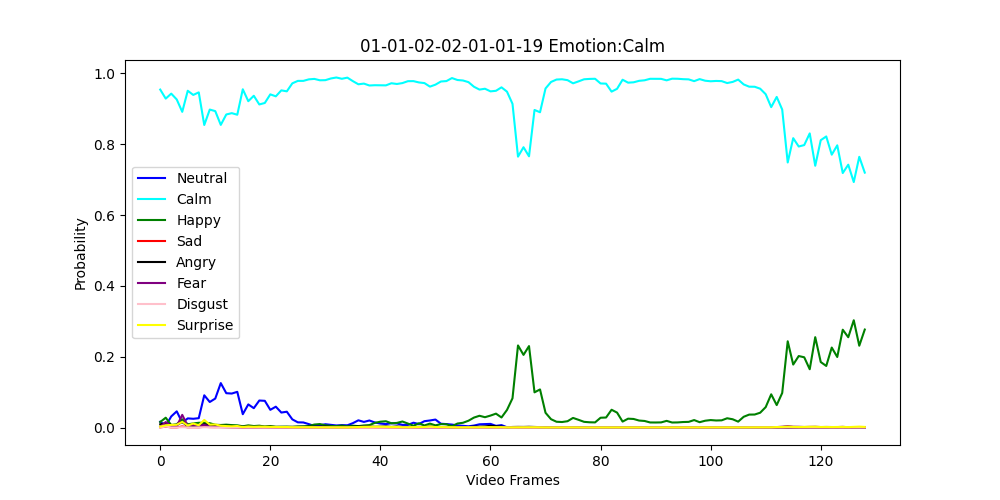 01-01-02-02-01-01-19 Emotion:Calm
1.0
0.8
0.6
0.4
0.2
0.0
Probability
Neutral
Calm
Happy
Sad
Angry
Fear
Disgust
Surprise
0 20 40 60 80 100 120
Video Frames